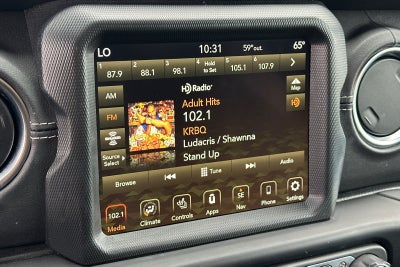 LO 10:31 59°out. 65°
1 87.9 2 88.1 3 98.1 4 Hold to Set 5 105.1 6 107.9
AM
FM
Source Select
HD Radio
Adult Hits
102.1
KRBQ
Ludacris / Shawnna
Stand Up
Map
HD
Browse Tune Audio
102.1
Media Climate Controls Apps Nav Phone Settings
SE